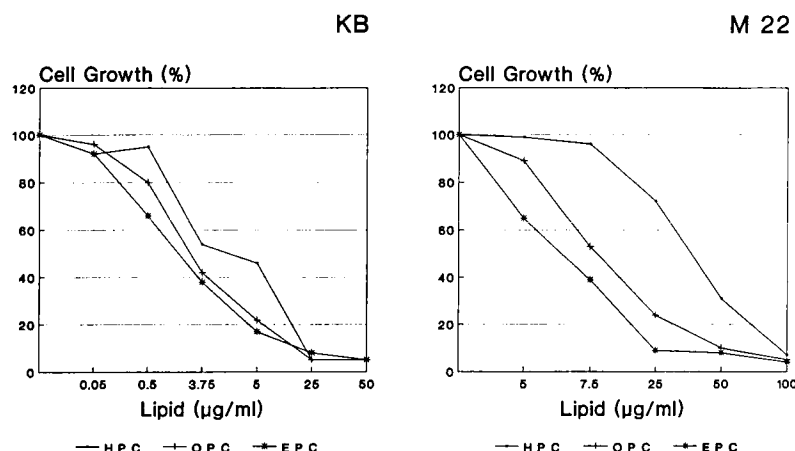 KB
Cell Growth (%)
120
100
80
60
40
20
0
0.05 0.5 3.75 5 25 50
Lipid (µg/ml)
HPC OPC EPC
M 22
Cell Growth (%)
120
100
80
60
40
20
0
5 7.5 25 50 100
Lipid (µg/ml)
HPC OPC EPC